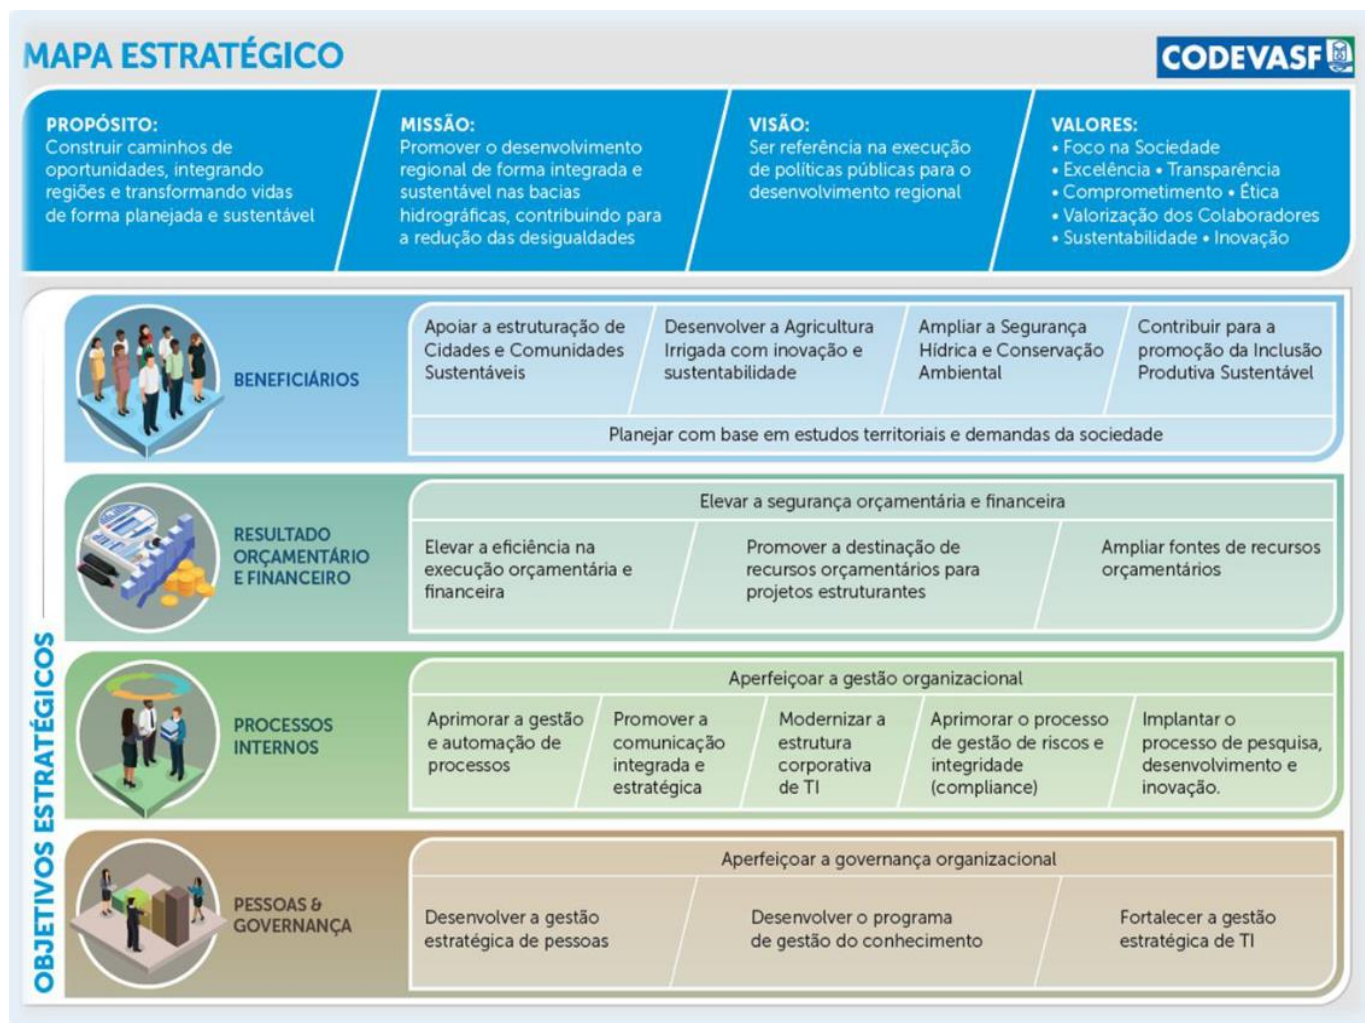 MAPA ESTRATÉGICO
CODEVASF
PROPÓSITO:
Construir caminhos de
oportunidades, integrando
regiões e transformando vidas
de forma planejada e sustentável
MISSÃO:
Promover o desenvolvimento
regional de forma integrada e
sustentável nas bacias
hidrográficas, contribuindo para
a redução das desigualdades
VISÃO:
Ser referência na execução
de políticas públicas para o
desenvolvimento regional
VALORES:
• Foco na Sociedade
• Excelência • Transparência
• Comprometimento • Ética
• Valorização dos Colaboradores
• Sustentabilidade • Inovação
OBJETIVOS ESTRATÉGICOS
BENEFICIÁRIOS
Apoiar a estruturação de
Cidades e Comunidades
Sustentáveis
Desenvolver a Agricultura
Irrigada com inovação e
sustentabilidade
Ampliar a Segurança
Hídrica e Conservação
Ambiental
Contribuir para a
promoção da Inclusão
Produtiva Sustentável
Planejar com base em estudos territoriais e demandas da sociedade
RESULTADO
ORÇAMENTÁRIO
E FINANCEIRO
Elevar a segurança orçamentária e financeira
Elevar a eficiência na
execução orçamentária e
financeira
Promover a destinação de
recursos orçamentários para
projetos estruturantes
Ampliar fontes de recursos
orçamentários
PROCESSOS
INTERNOS
Aperfeiçoar a gestão organizacional
Aprimorar a gestão
e automação de
processos
Promover a
comunicação
integrada e
estratégica
Modernizar a
estrutura
corporativa
de TI
Aprimorar o processo
de gestão de riscos e
integridade
(compliance)
Implantar o
processo de pesquisa,
desenvolvimento e
inovação.
PESSOAS &
GOVERNANÇA
Aperfeiçoar a governança organizacional
Desenvolver a gestão
estratégica de pessoas
Desenvolver o programa
de gestão do conhecimento
Fortalecer a gestão
estratégica de TI